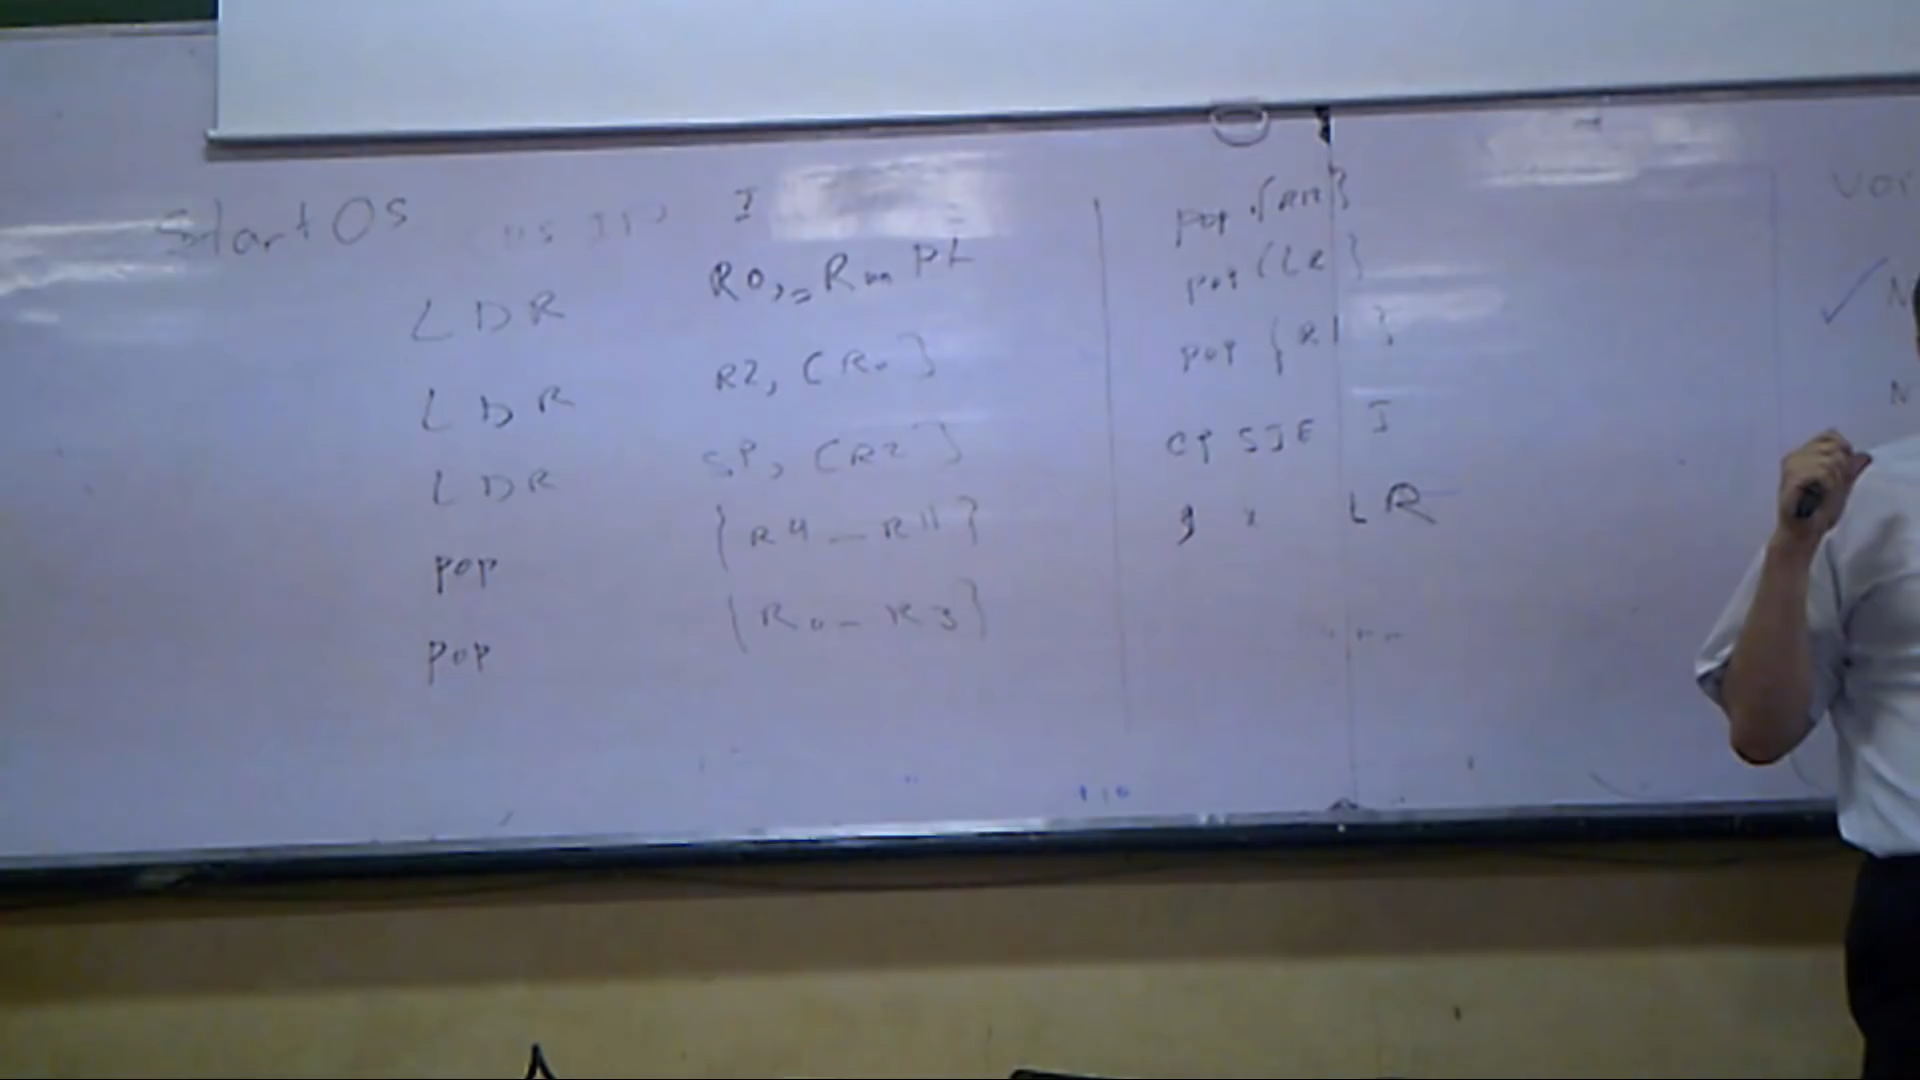 StartOS I
LDR R0,=RunPt
LDR R2, [R0]
LDR SP, [R2]
POP {R4-R11}
POP {R0-R3}
POP {R12}
POP {LR}
POP {R1}
CPSIE I
BX LR